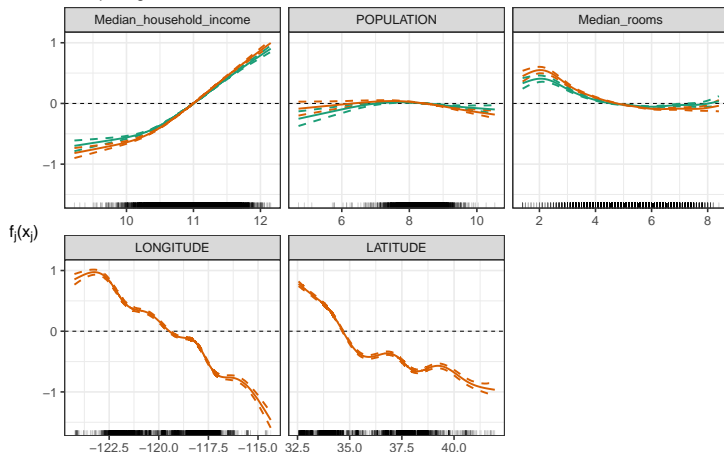 Median_household_income POPULATION Median_rooms
1
0
−1
10 11 12 6 8 10 2 4 6 8
f_j(x_j)
LONGITUDE LATITUDE
1
0
−1
−122.5 −120.0 −117.5 −115.0 32.5 35.0 37.5 40.0